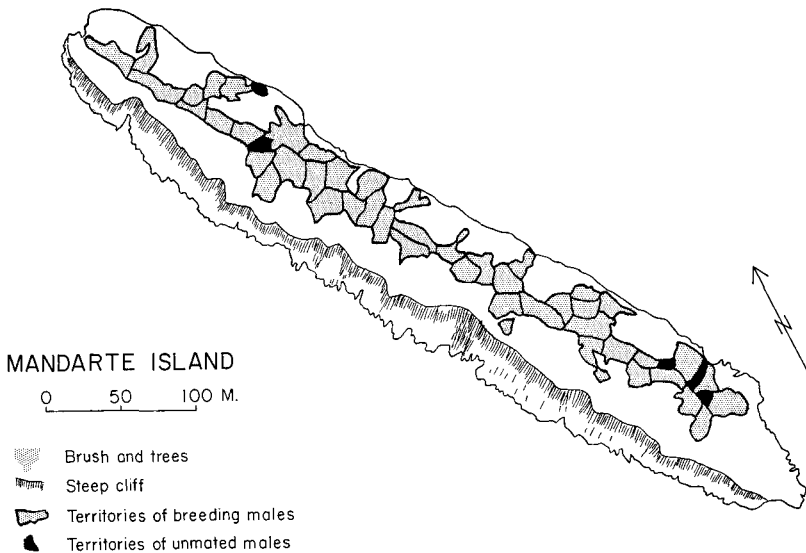 MANDARTE ISLAND
0 50 100 M.
Brush and trees
Steep cliff
Territories of breeding males
Territories of unmated males
N